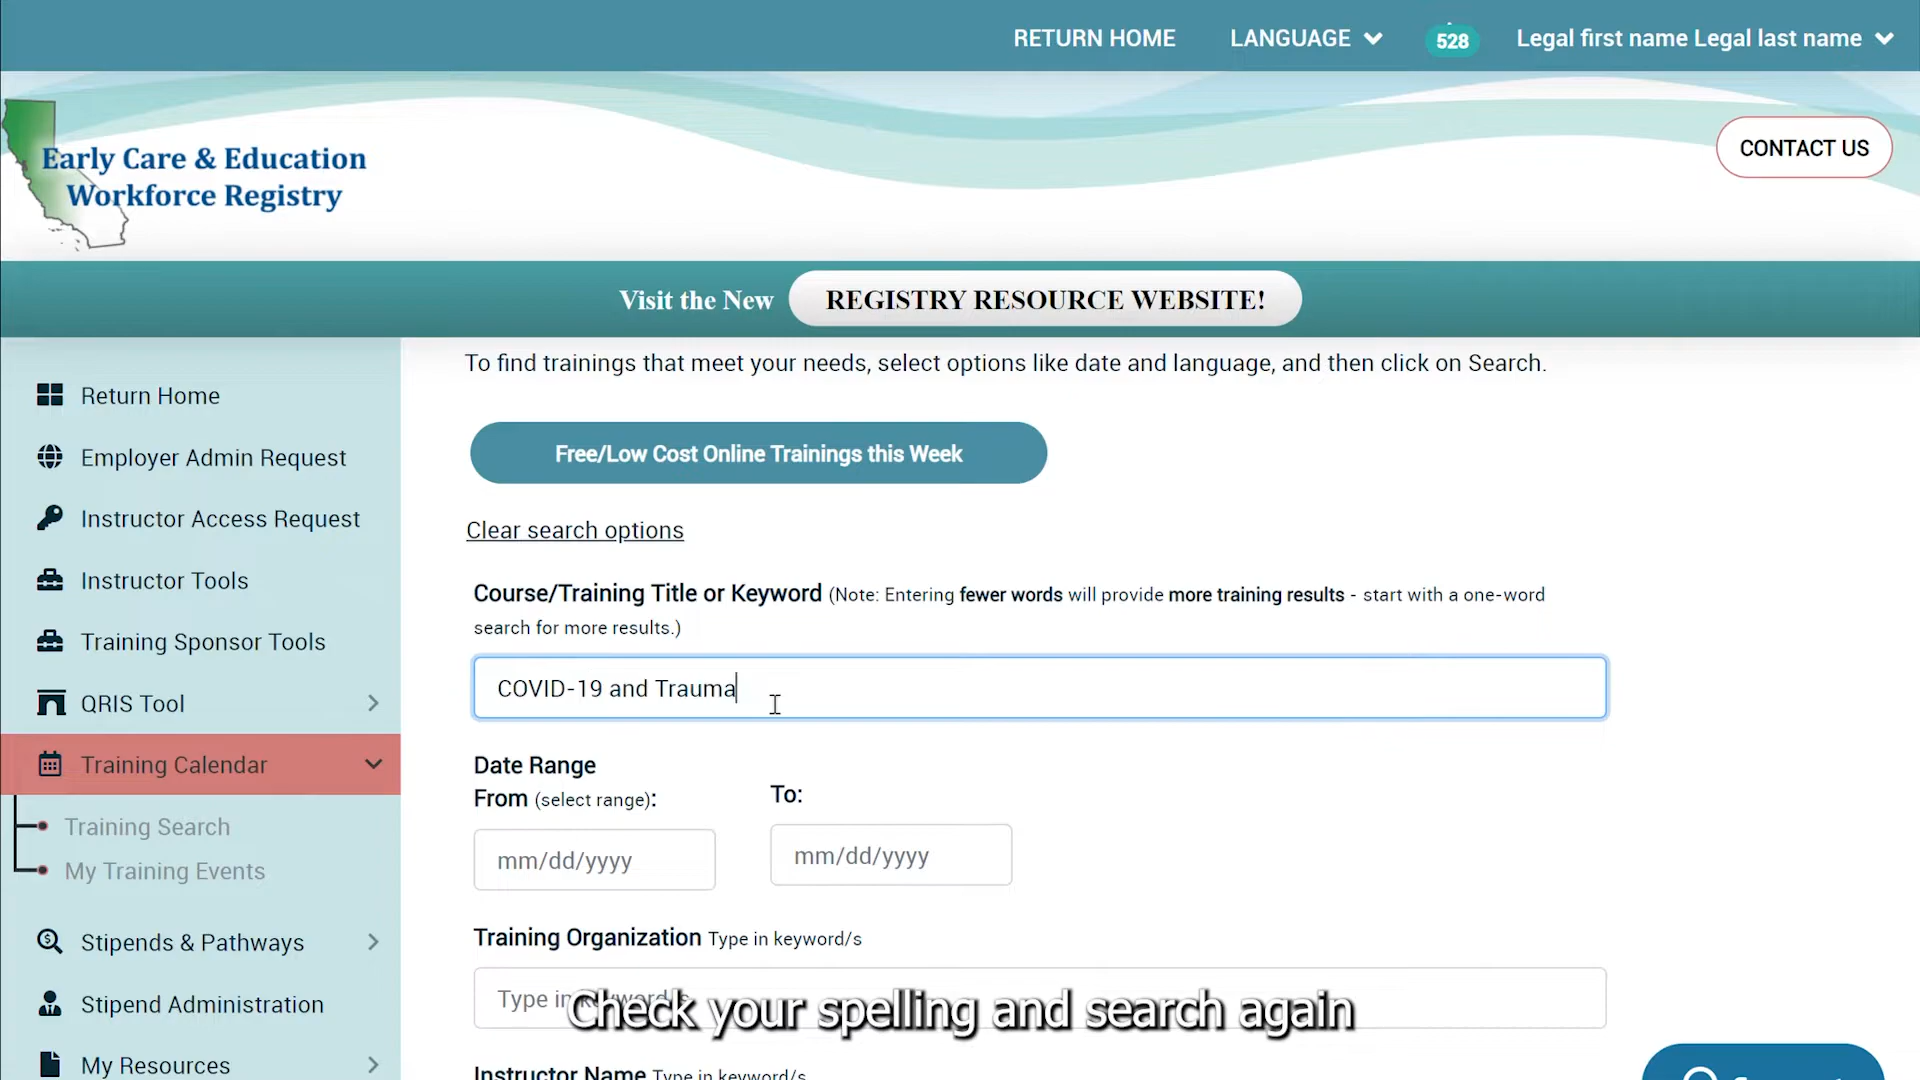 RETURN HOME LANGUAGE 528 Legal first name Legal last name
Early Care & Education
Workforce Registry
CONTACT US
Visit the New REGISTRY RESOURCE WEBSITE!
To find trainings that meet your needs, select options like date and language, and then click on Search.
Return Home
Employer Admin Request
Instructor Access Request
Instructor Tools
Training Sponsor Tools
QRIS Tool
Training Calendar
Training Search
My Training Events
Stipends & Pathways
Stipend Administration
My Resources
Free/Low Cost Online Trainings this Week
Clear search options
Course/Training Title or Keyword (Note: Entering fewer words will provide more training results - start with a one-word
search for more results.)
COVID-19 and Trauma
Date Range
From (select range): To:
mm/dd/yyyy mm/dd/yyyy
Training Organization Type in keyword/s
Type in keyword/s
Check your spelling and search again
Instructor Name Type in keyword/s